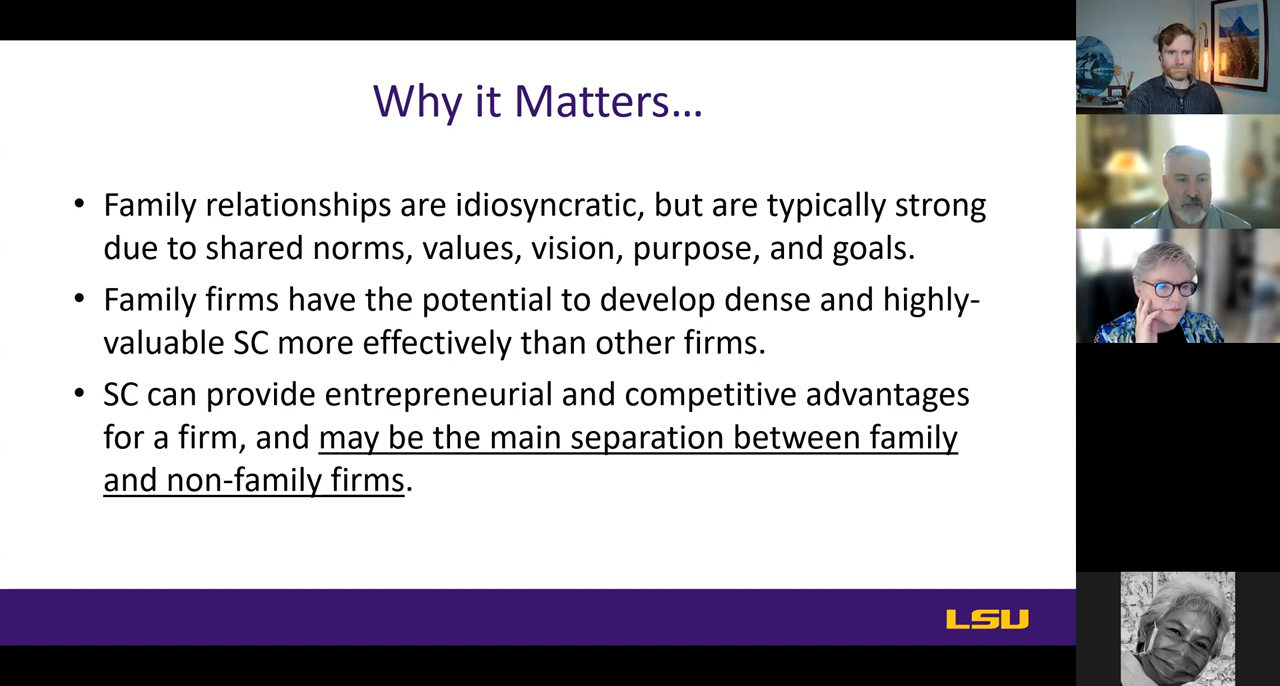 Why it Matters...
• Family relationships are idiosyncratic, but are typically strong
due to shared norms, values, vision, purpose, and goals.
• Family firms have the potential to develop dense and highly-
valuable SC more effectively than other firms.
• SC can provide entrepreneurial and competitive advantages
for a firm, and may be the main separation between family
and non-family firms.
LSU